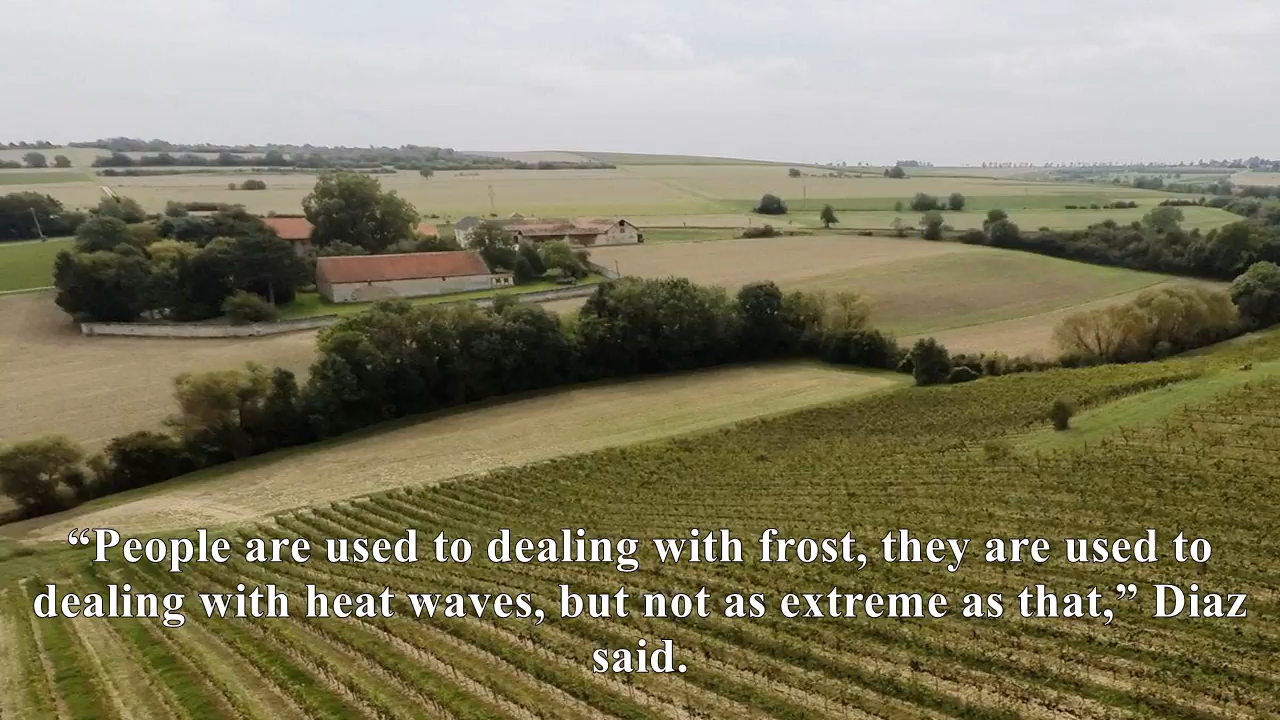 “People are used to dealing with frost, they are used to
dealing with heat waves, but not as extreme as that,” Diaz
said.